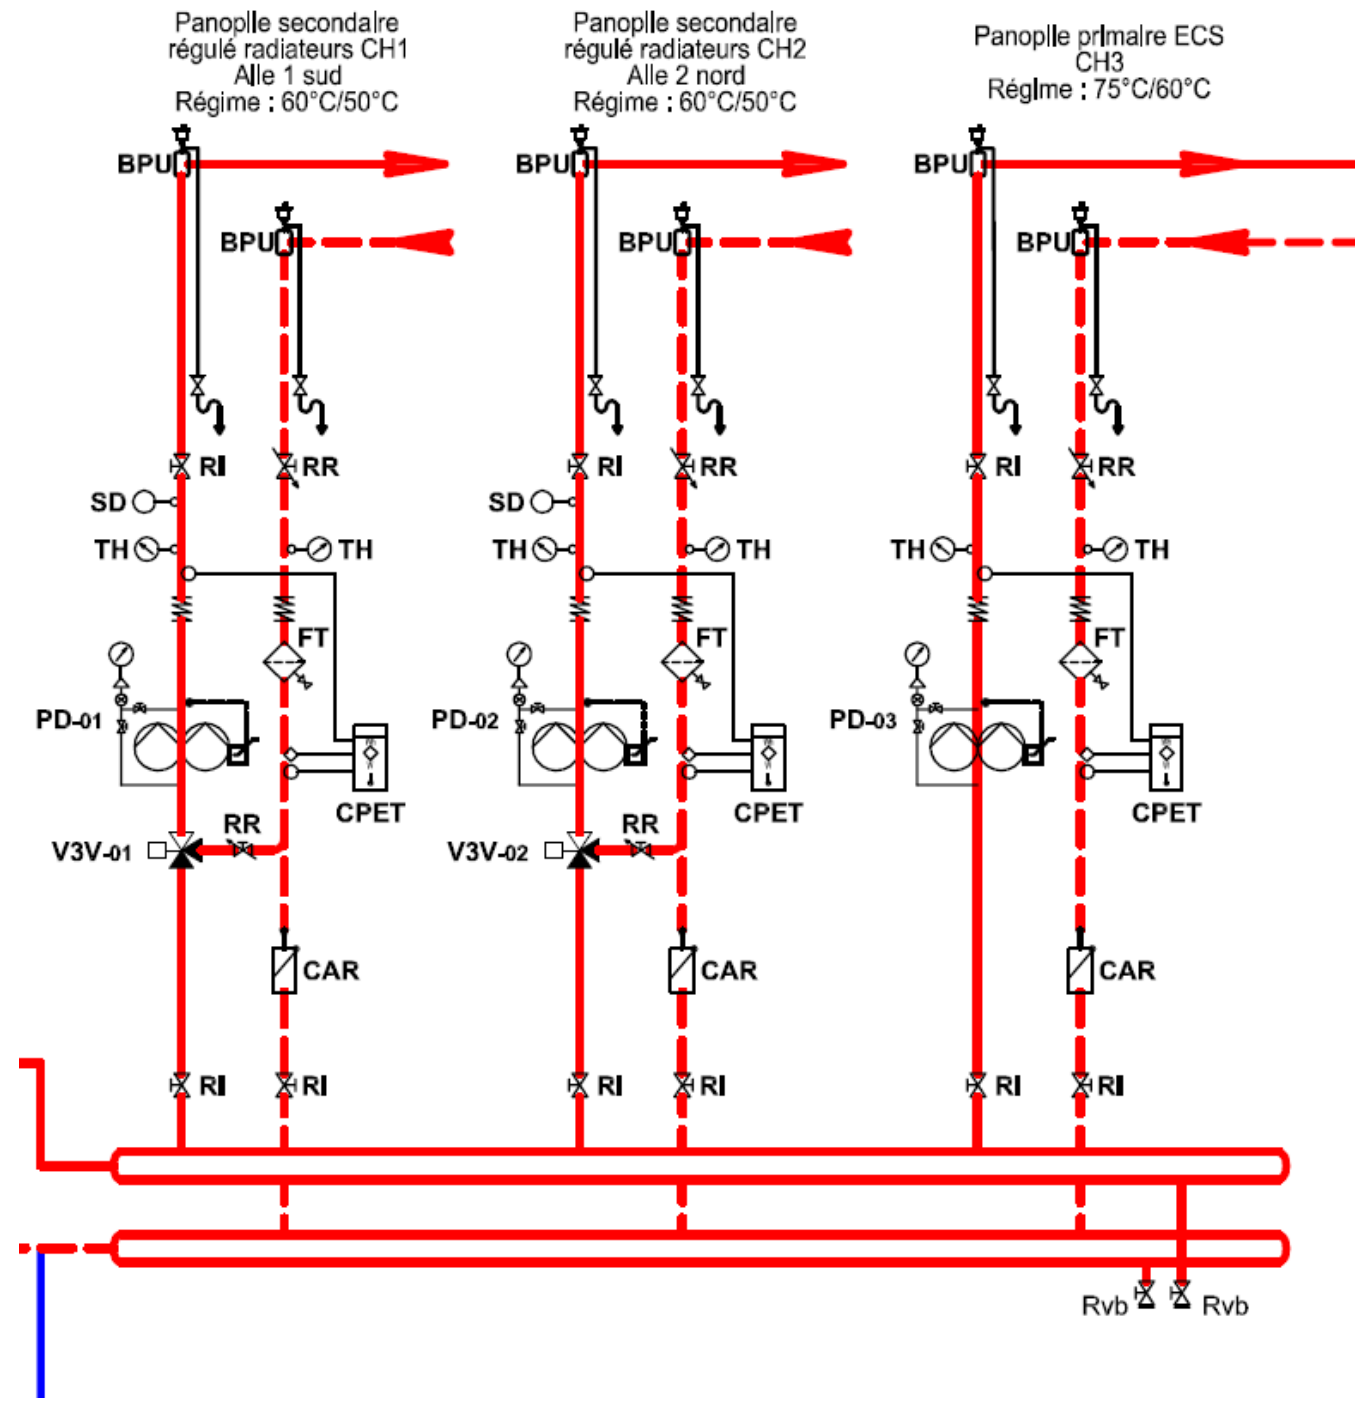 Panoplie secondaire
régulé radiateurs CH1
Aile 1 sud
Régime : 60°C/50°C
Panoplie secondaire
régulé radiateurs CH2
Aile 2 nord
Régime : 60°C/50°C
Panoplie primaire ECS
CH3
Régime : 75°C/60°C
BPU
BPU
BPU
BPU
BPU
BPU
RI
RR
RI
RR
RI
RR
SD
SD
TH
TH
TH
TH
TH
TH
FT
FT
FT
PD-01
PD-02
PD-03
CPET
CPET
CPET
RR
RR
V3V-01
V3V-02
CAR
CAR
CAR
RI
RI
RI
RI
RI
RI
Rvb
Rvb